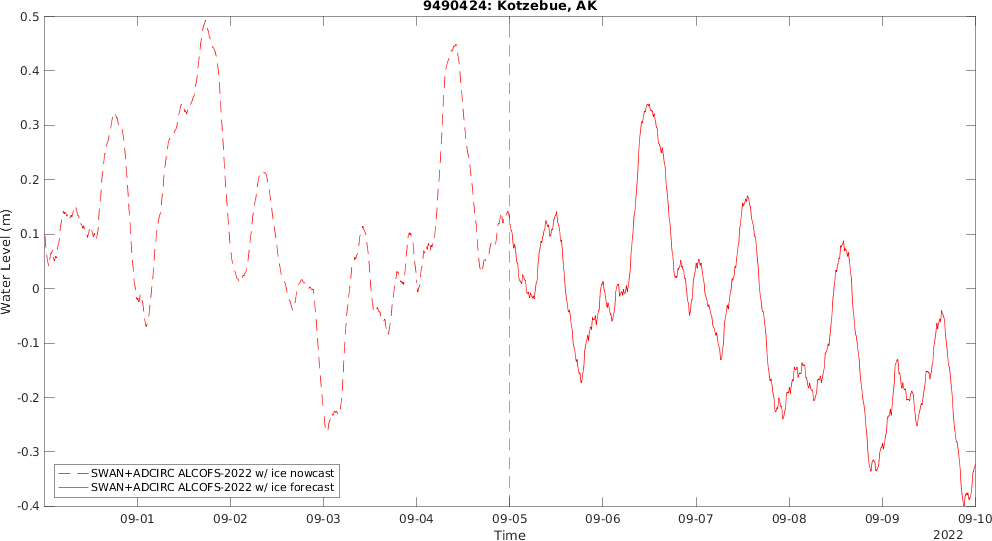 9490424: Kotzebue, AK
0.5
0.4
0.3
0.2
0.1
0
-0.1
-0.2
-0.3
-0.4
Water Level (m)
SWAN+ADCIRC ALCOFS-2022 w/ ice nowcast
SWAN+ADCIRC ALCOFS-2022 w/ ice forecast
09-01 09-02 09-03 09-04 09-05 09-06 09-07 09-08 09-09 09-10
Time
2022